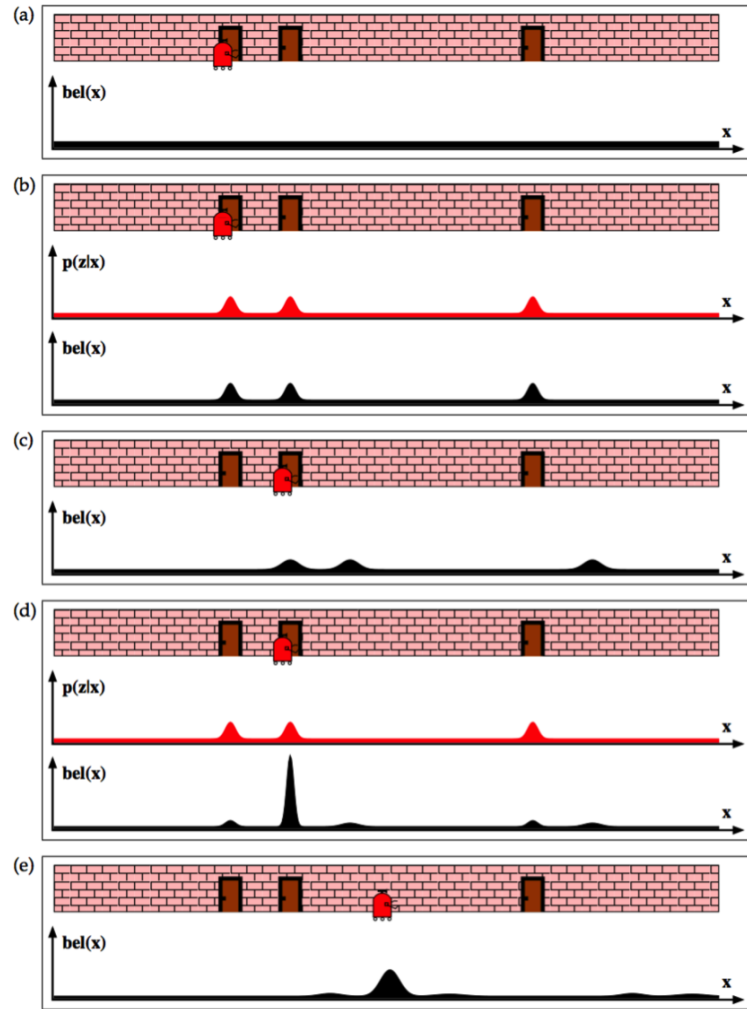 (a)
bel(x)
x
(b)
p(z|x)
x
bel(x)
x
(c)
bel(x)
x
(d)
p(z|x)
x
bel(x)
x
(e)
bel(x)
x